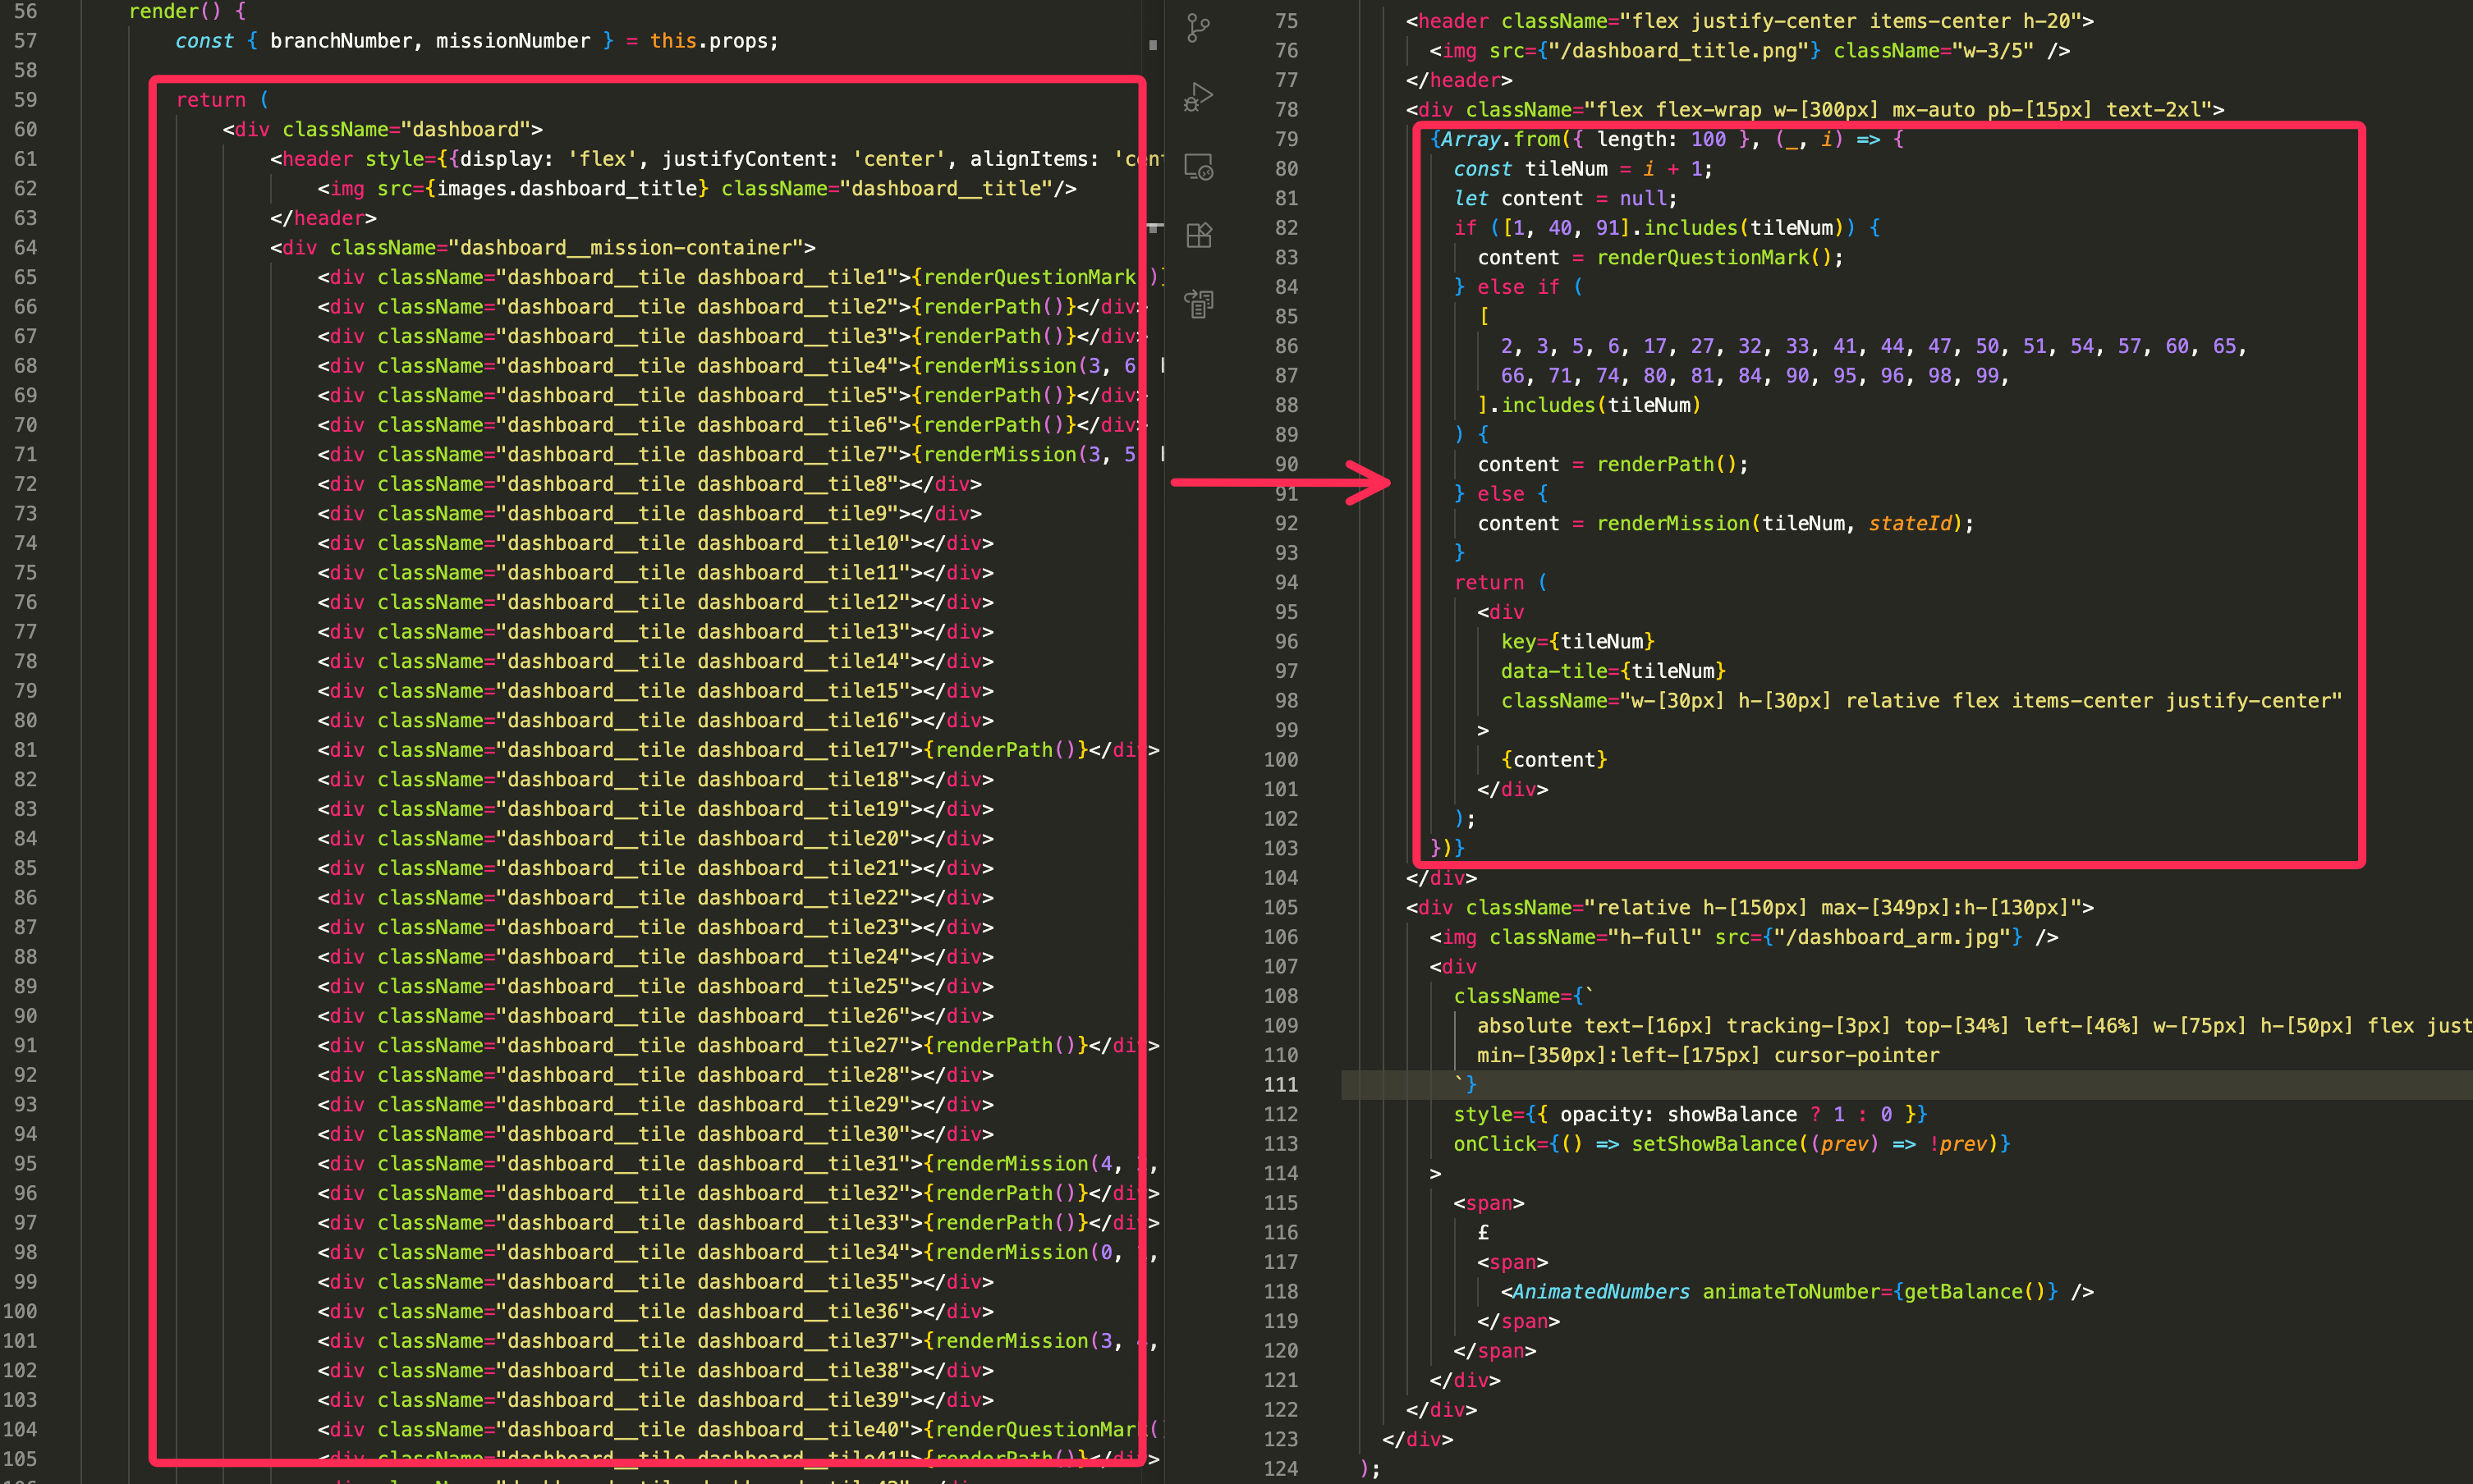 56 render() {
57 const { branchNumber, missionNumber } = this.props;
58
59 return (
60 <div className="dashboard">
61 <header style={{display: 'flex', justifyContent: 'center', alignItems: 'cent
62 <img src={images.dashboard_title} className="dashboard__title"/>
63 </header>
64 <div className="dashboard__mission-container">
65 <div className="dashboard__tile dashboard__tile1">{renderQuestionMark()}
66 <div className="dashboard__tile dashboard__tile2">{renderPath()}</div>
67 <div className="dashboard__tile dashboard__tile3">{renderPath()}</div>
68 <div className="dashboard__tile dashboard__tile4">{renderMission(3, 6
69 <div className="dashboard__tile dashboard__tile5">{renderPath()}</div>
70 <div className="dashboard__tile dashboard__tile6">{renderPath()}</div>
71 <div className="dashboard__tile dashboard__tile7">{renderMission(3, 5
72 <div className="dashboard__tile dashboard__tile8"></div>
73 <div className="dashboard__tile dashboard__tile9"></div>
74 <div className="dashboard__tile dashboard__tile10"></div>
75 <div className="dashboard__tile dashboard__tile11"></div>
76 <div className="dashboard__tile dashboard__tile12"></div>
77 <div className="dashboard__tile dashboard__tile13"></div>
78 <div className="dashboard__tile dashboard__tile14"></div>
79 <div className="dashboard__tile dashboard__tile15"></div>
80 <div className="dashboard__tile dashboard__tile16"></div>
81 <div className="dashboard__tile dashboard__tile17">{renderPath()}</div>
82 <div className="dashboard__tile dashboard__tile18"></div>
83 <div className="dashboard__tile dashboard__tile19"></div>
84 <div className="dashboard__tile dashboard__tile20"></div>
85 <div className="dashboard__tile dashboard__tile21"></div>
86 <div className="dashboard__tile dashboard__tile22"></div>
87 <div className="dashboard__tile dashboard__tile23"></div>
88 <div className="dashboard__tile dashboard__tile24"></div>
89 <div className="dashboard__tile dashboard__tile25"></div>
90 <div className="dashboard__tile dashboard__tile26"></div>
91 <div className="dashboard__tile dashboard__tile27">{renderPath()}</div>
92 <div className="dashboard__tile dashboard__tile28"></div>
93 <div className="dashboard__tile dashboard__tile29"></div>
94 <div className="dashboard__tile dashboard__tile30"></div>
95 <div className="dashboard__tile dashboard__tile31">{renderMission(4,
96 <div className="dashboard__tile dashboard__tile32">{renderPath()}</div>
97 <div className="dashboard__tile dashboard__tile33">{renderPath()}</div>
98 <div className="dashboard__tile dashboard__tile34">{renderMission(0,
99 <div className="dashboard__tile dashboard__tile35"></div>
100 <div className="dashboard__tile dashboard__tile36"></div>
101 <div className="dashboard__tile dashboard__tile37">{renderMission(3,
102 <div className="dashboard__tile dashboard__tile38"></div>
103 <div className="dashboard__tile dashboard__tile39"></div>
104 <div className="dashboard__tile dashboard__tile40">{renderQuestionMark()
105 <div className="dashboard__tile dashboard__tile41">{renderPath()}</div>
75 <header className="flex justify-center items-center h-20">
76 <img src={"/dashboard_title.png"} className="w-3/5" />
77 </header>
78 <div className="flex flex-wrap w-[300px] mx-auto pb-[15px] text-2xl">
79 {Array.from({ length: 100 }, (_, i) => {
80 const tileNum = i + 1;
81 let content = null;
82 if ([1, 40, 91].includes(tileNum)) {
83 content = renderQuestionMark();
84 } else if (
85 [
86 2, 3, 5, 6, 17, 27, 32, 33, 41, 44, 47, 50, 51, 54, 57, 60, 65,
87 66, 71, 74, 80, 81, 84, 90, 95, 96, 98, 99,
88 ].includes(tileNum)
89 ) {
90 content = renderPath();
91 } else {
92 content = renderMission(tileNum, stateId);
93 }
94 return (
95 <div
96 key={tileNum}
97 data-tile={tileNum}
98 className="w-[30px] h-[30px] relative flex items-center justify-center"
99 >
100 {content}
101 </div>
102 );
103 })}
104 </div>
105 <div className="relative h-[150px] max-[349px]:h-[130px]">
106 <img className="h-full" src={"/dashboard_arm.jpg"} />
107 <div
108 className={`
109 absolute text-[16px] tracking-[3px] top-[34%] left-[46%] w-[75px] h-[50px] flex just
110 min-[350px]:left-[175px] cursor-pointer
111 `}
112 style={{ opacity: showBalance ? 1 : 0 }}
113 onClick={() => setShowBalance((prev) => !prev)}
114 >
115 <span>
116 £
117 <span>
118 <AnimatedNumbers animateToNumber={getBalance()} />
119 </span>
120 </span>
121 </div>
122 </div>
123 </div>
124 );